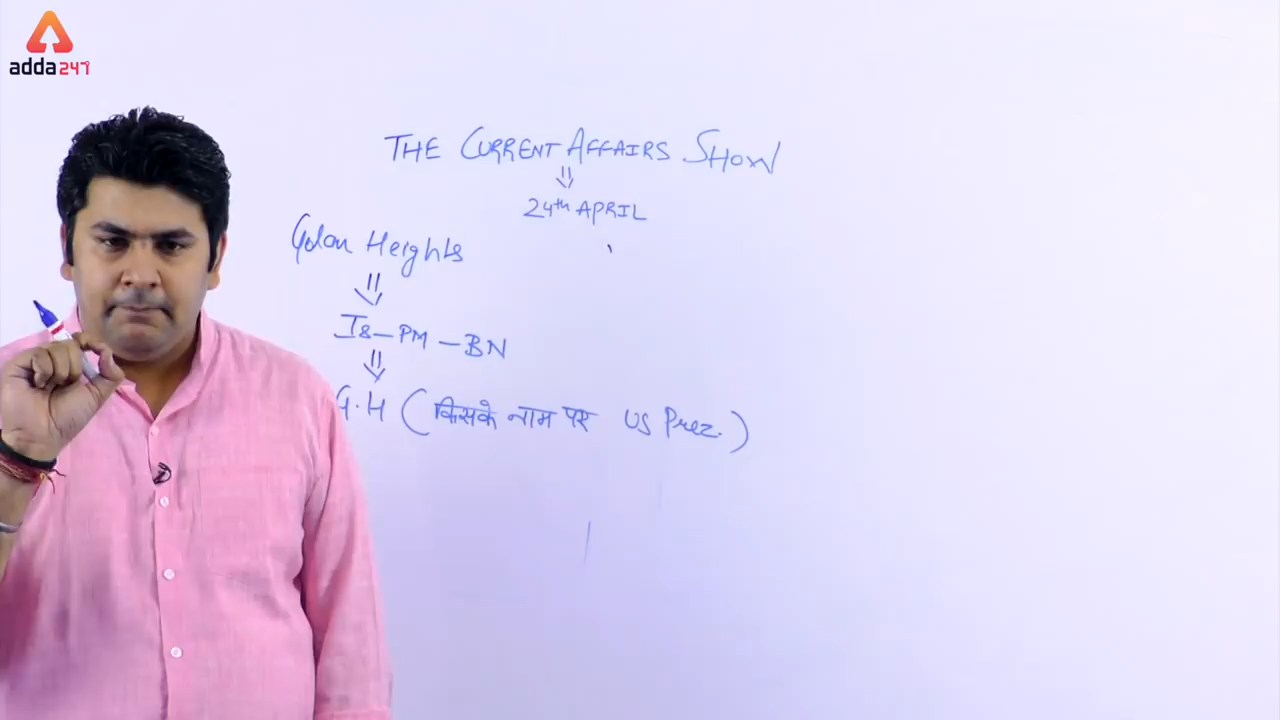 adda247
THE CURRENT AFFAIRS SHOW
24th APRIL
Golan Heights
Is-PM-BN
G.H (किसके नाम पर US Prez.)